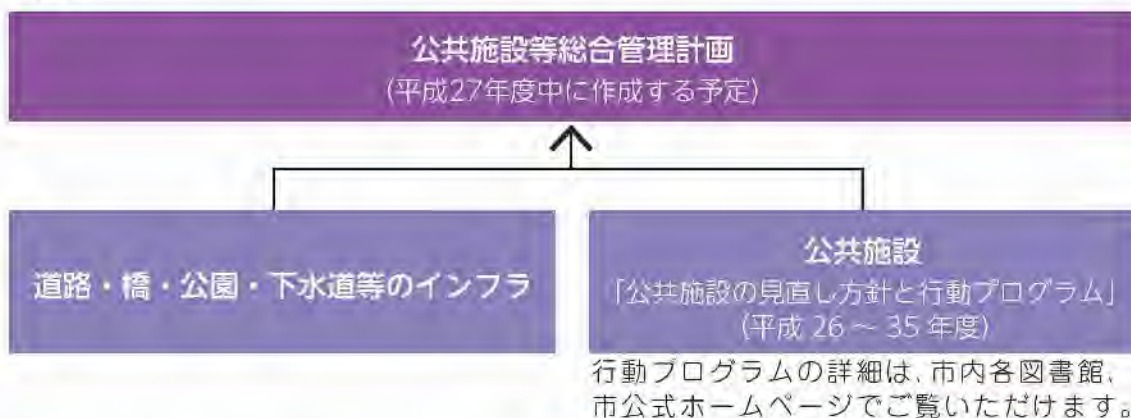 公共施設等総合管理計画
(平成27年度中に作成する予定)
道路・橋・公園・下水道等のインフラ
公共施設
「公共施設の見直し方針と行動プログラム」
(平成 26 ～ 35 年度)
行動プログラムの詳細は、市内各図書館、
市公式ホームページでご覧いただけます。